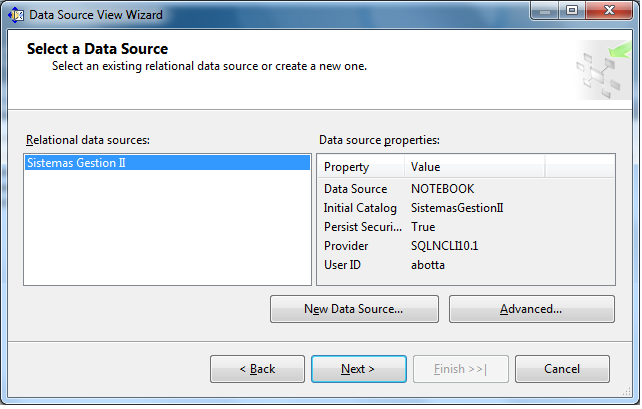 Data Source View Wizard
Select a Data Source
Select an existing relational data source or create a new one.
Relational data sources:
Data source properties:
Sistemas Gestion II
Property Value
Data Source NOTEBOOK
Initial Catalog SistemasGestionII
Persist Securi... True
Provider SQLNCLI10.1
User ID abotta
New Data Source...
Advanced...
< Back
Next >
Finish >>|
Cancel